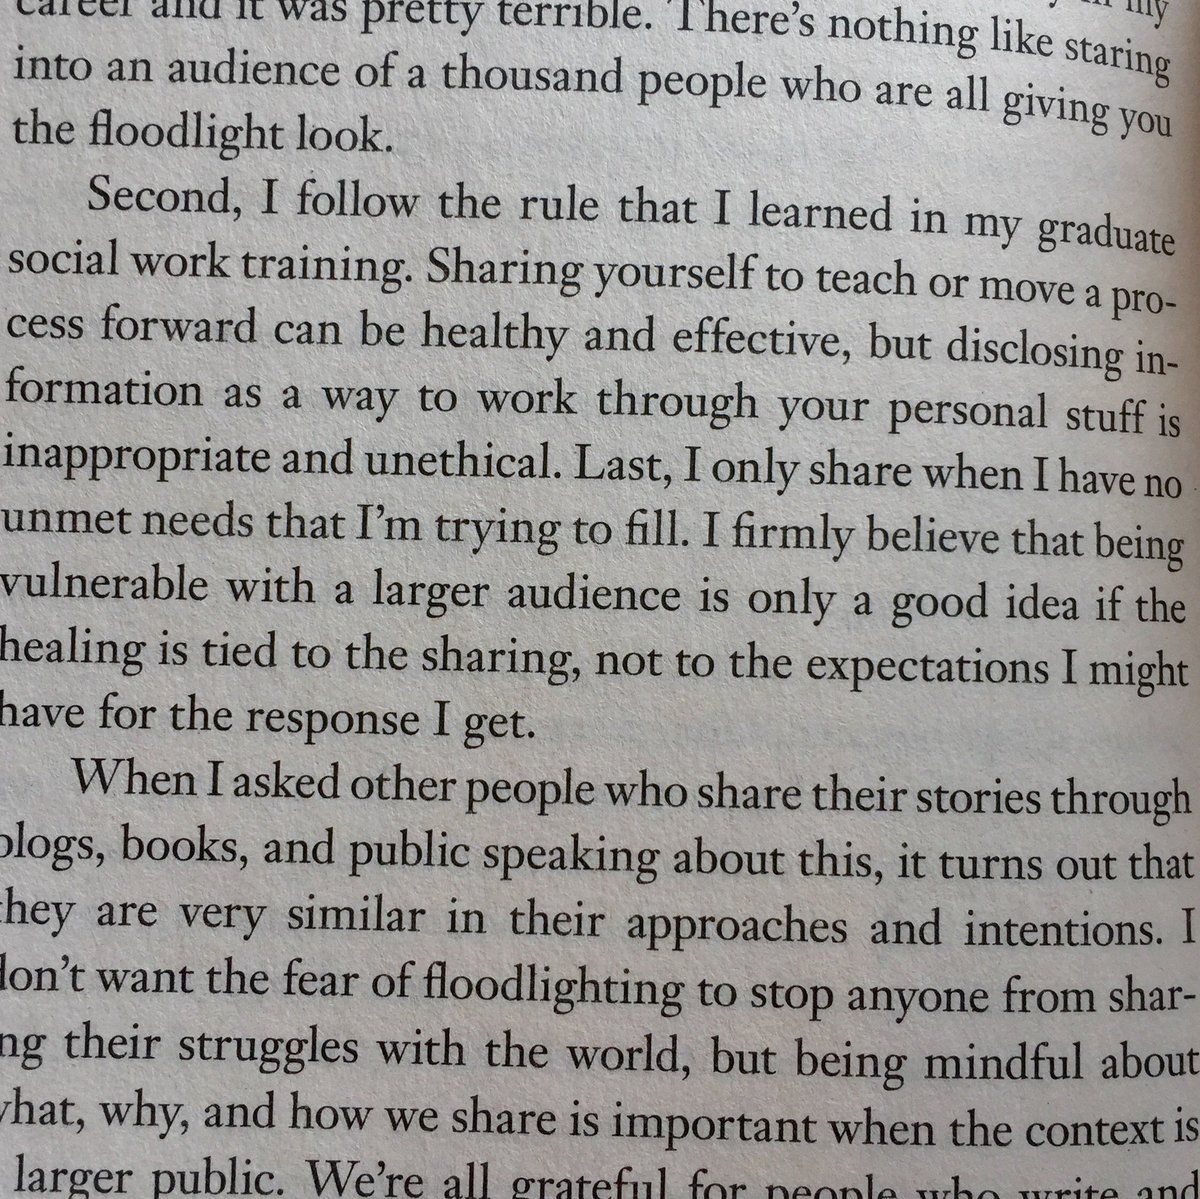 career and it was pretty terrible. There's nothing like staring
into an audience of a thousand people who are all giving you
the floodlight look.
Second, I follow the rule that I learned in my graduate
social work training. Sharing yourself to teach or move a pro-
cess forward can be healthy and effective, but disclosing in-
formation as a way to work through your personal stuff is
inappropriate and unethical. Last, I only share when I have no
unmet needs that I'm trying to fill. I firmly believe that being
vulnerable with a larger audience is only a good idea if the
healing is tied to the sharing, not to the expectations I might
have for the response I get.
When I asked other people who share their stories through
blogs, books, and public speaking about this, it turns out that
they are very similar in their approaches and intentions. I
don't want the fear of floodlighting to stop anyone from shar-
ing their struggles with the world, but being mindful about
what, why, and how we share is important when the context is
larger public. We're all grateful for people who write and